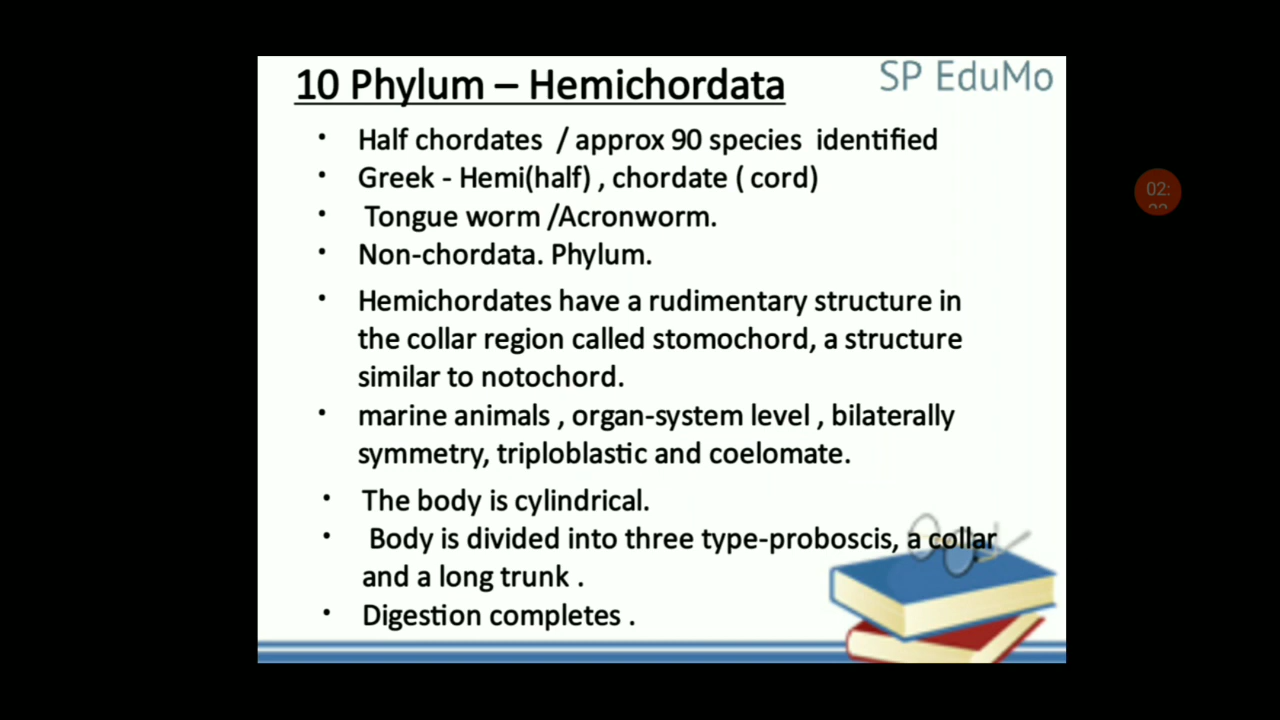 10 Phylum – Hemichordata
SP EduMo
• Half chordates / approx 90 species identified
• Greek - Hemi(half) , chordate ( cord)
• Tongue worm /Acronworm.
• Non-chordata. Phylum.
• Hemichordates have a rudimentary structure in
the collar region called stomochord, a structure
similar to notochord.
• marine animals , organ-system level , bilaterally
symmetry, triploblastic and coelomate.
• The body is cylindrical.
• Body is divided into three type-proboscis, a collar
and a long trunk .
• Digestion completes .
02: